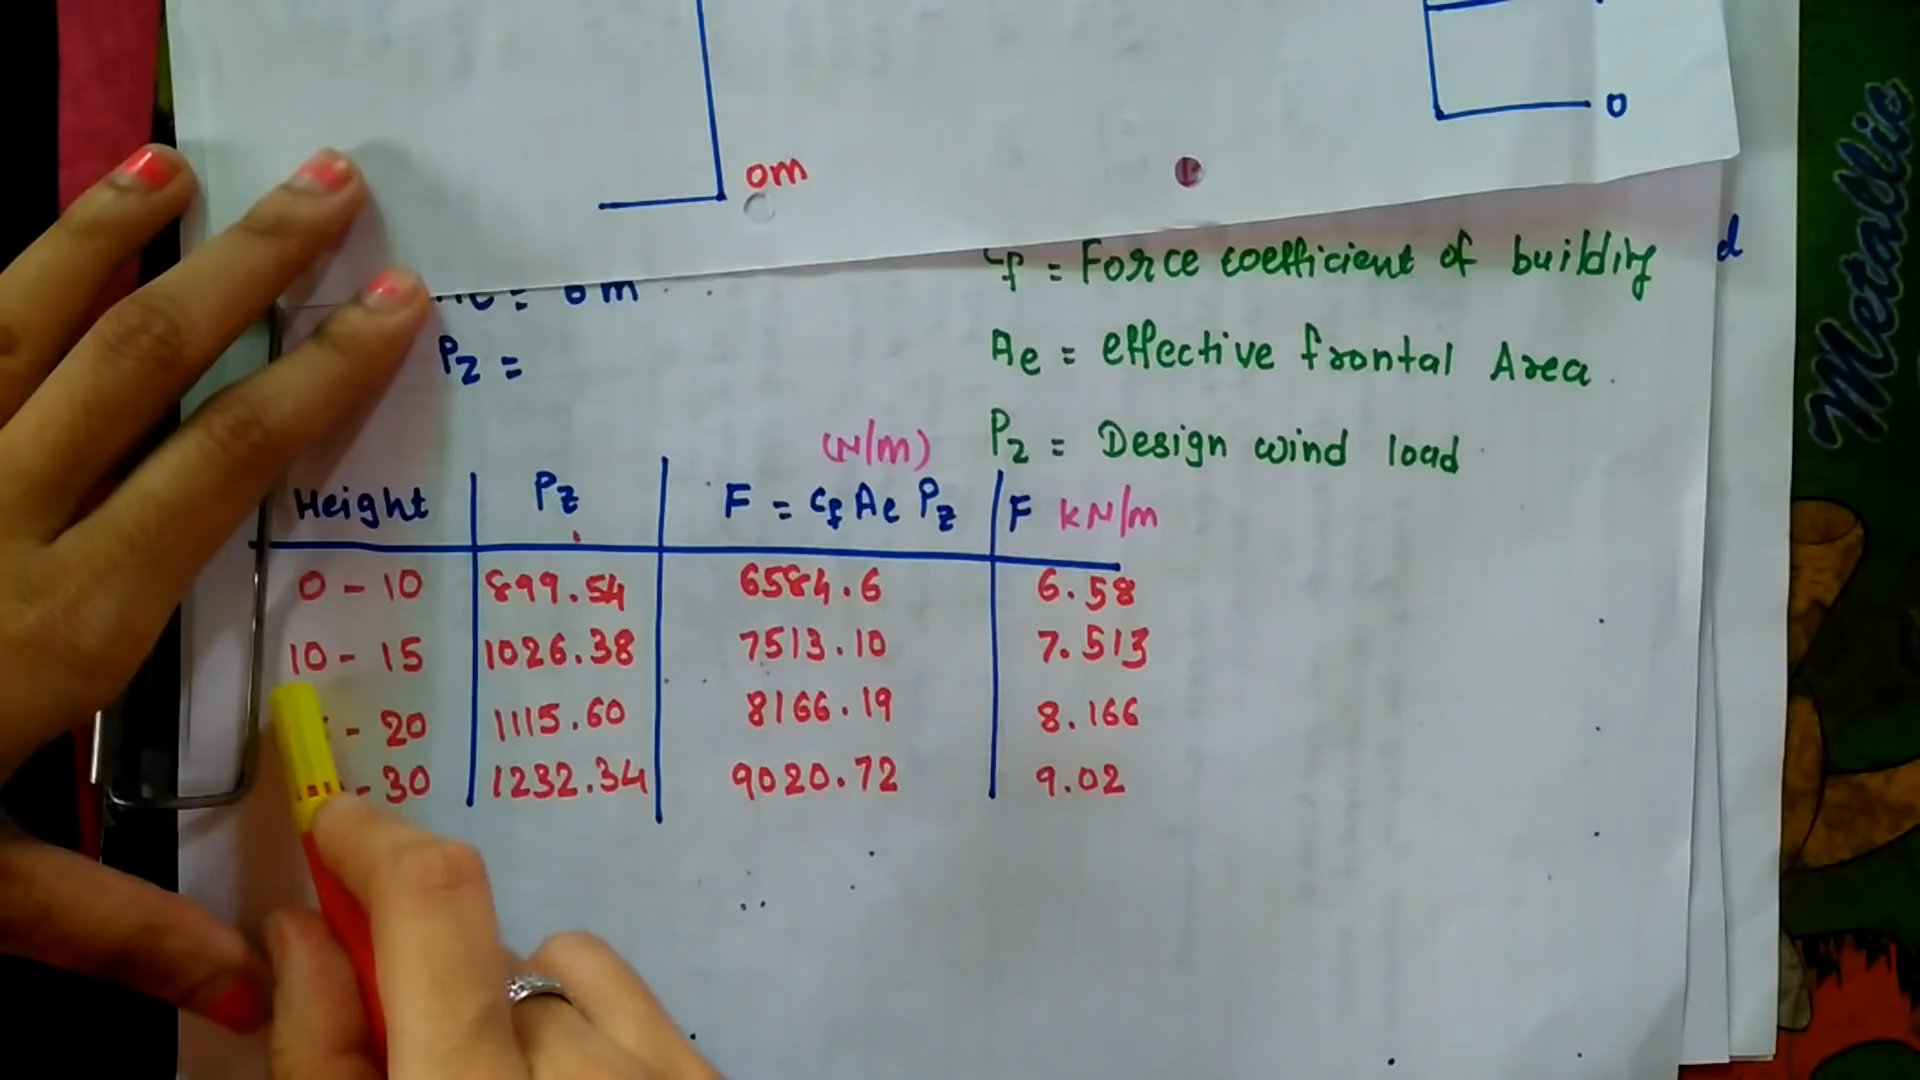 0
0m
Cf = Force coefficient of building
d
= 6m
Ae = effective frontal Area.
Pz =
Pz = Design wind load
(N/m)
Height Pz F = Cf Ae Pz F kN/m
0 - 10 899.54 6584.6 6.58
10 - 15 1026.38 7513.10 7.513
- 20 1115.60 8166.19 8.166
- 30 1232.34 9020.72 9.02
Metallic